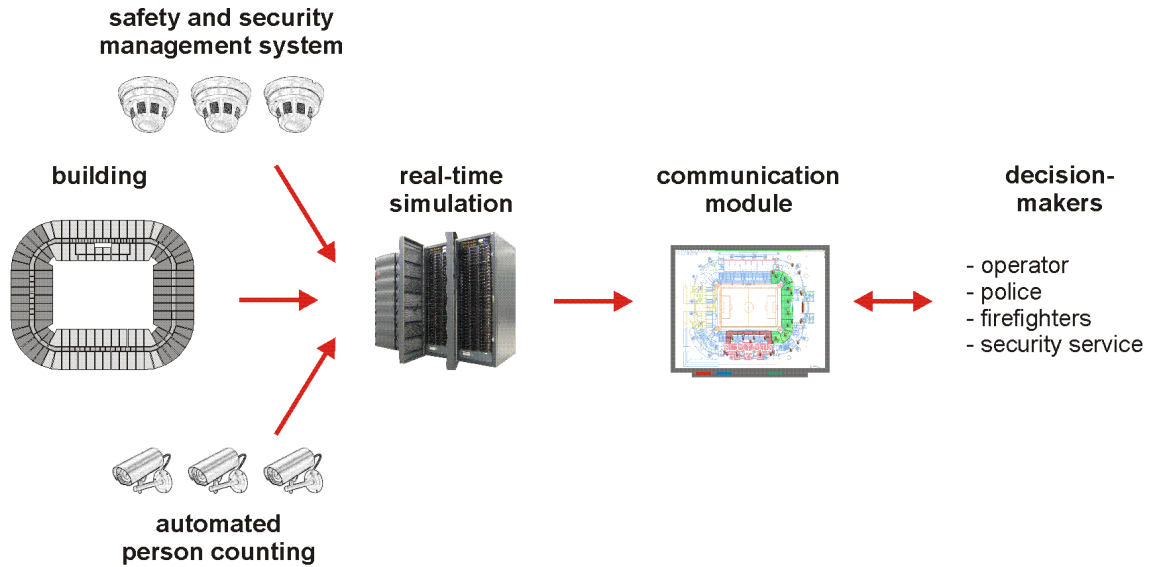 safety and security
management system
building
real-time
simulation
communication
module
decision-
makers
- operator
- police
- firefighters
- security service
automated
person counting